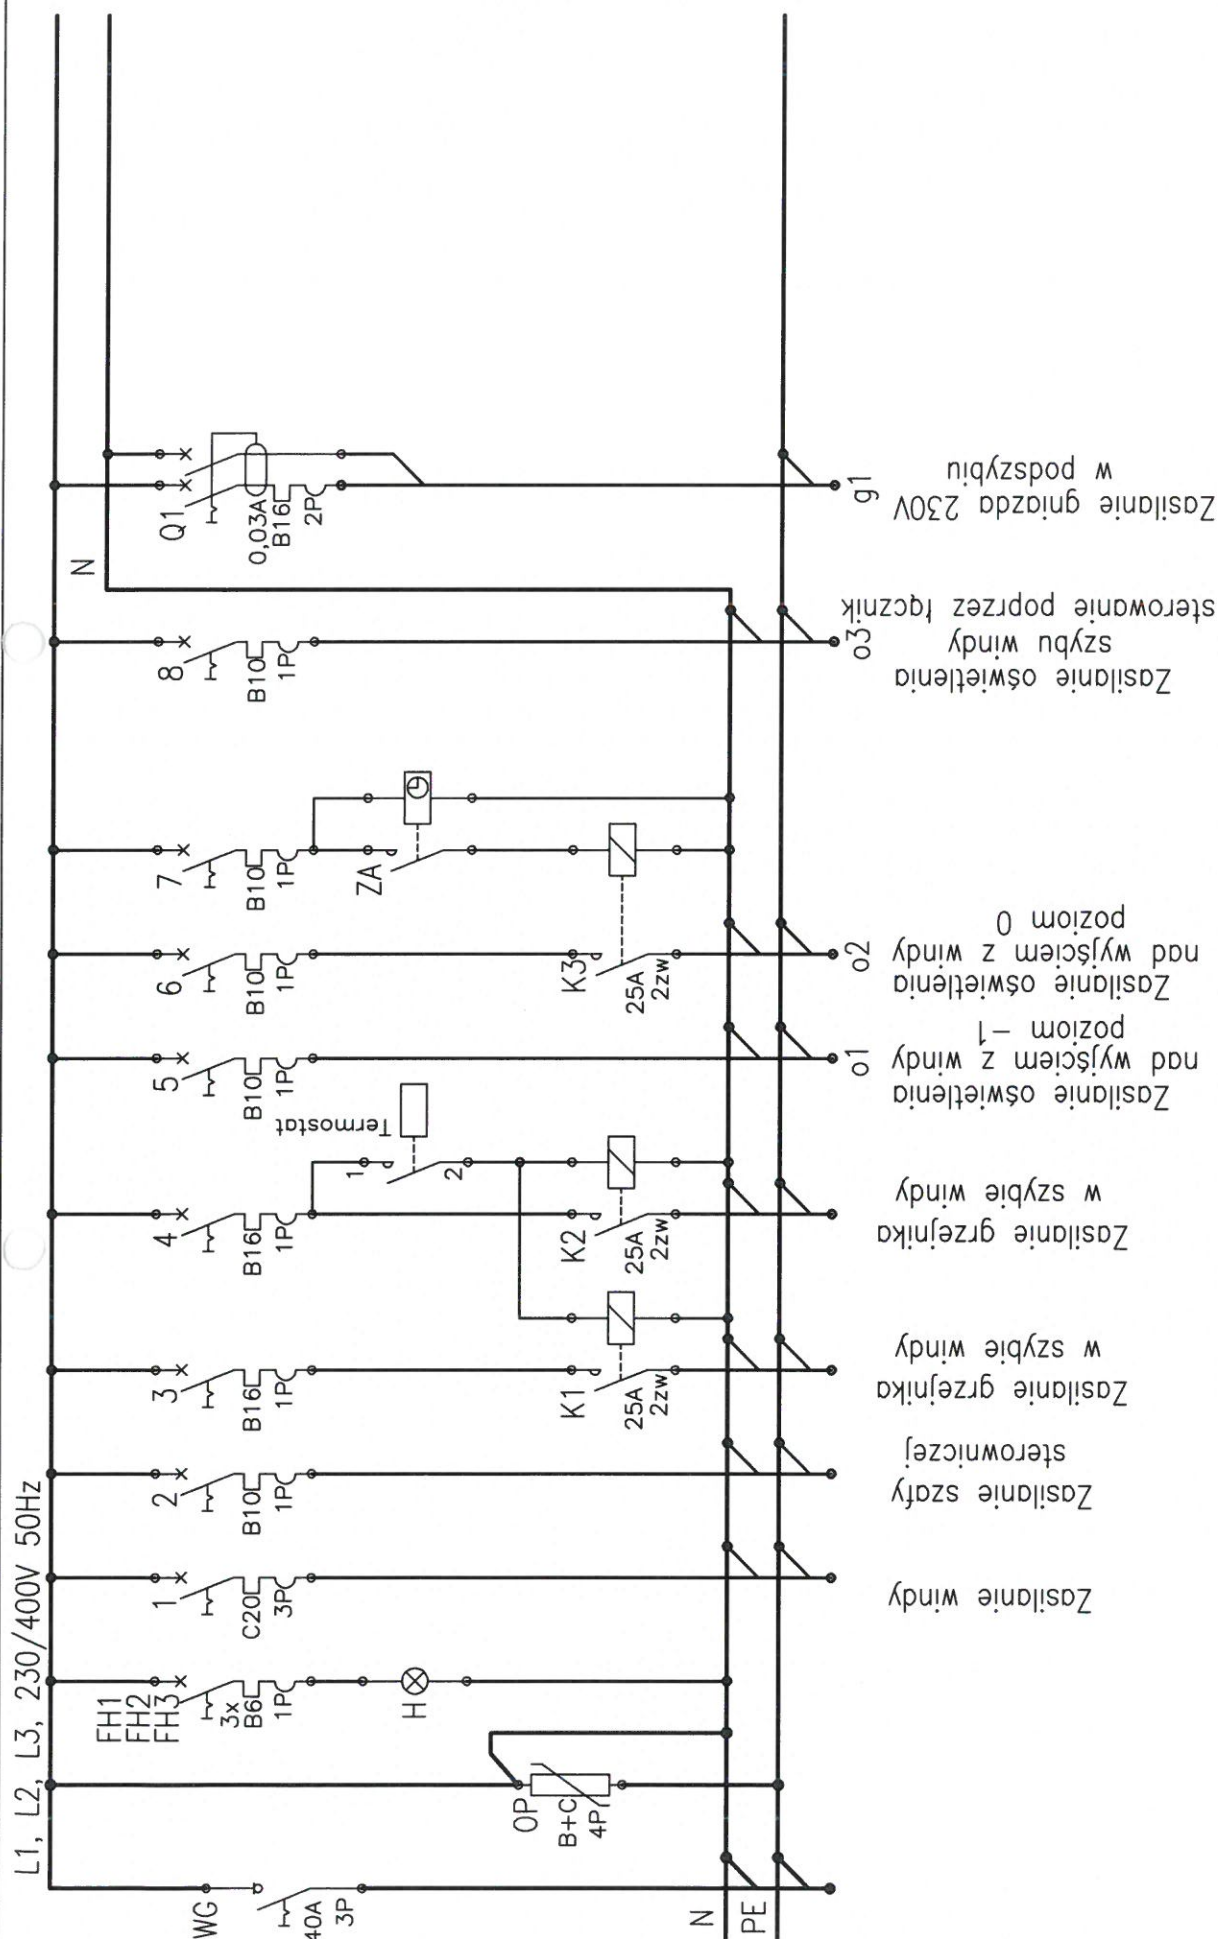 L1, L2, L3, 230/400V 50Hz
WG
40A
3P
OP
B+C
4P
FH1
FH2
FH3
3x
B6
1P
H
1
C20
3P
2
B10
1P
3
B16
1P
K1
25A
2zw
4
B16
1P
1
2
Termostat
K2
25A
2zw
5
B10
1P
6
B10
1P
K3
25A
2zw
7
B10
1P
ZA
8
B10
1P
N
Q1
0,03A
B16
2P
N
PE
o1
o2
o3
g1
Zasilanie windy
Zasilanie szafy
sterowniczej
Zasilanie grzejnika
w szybie windy
Zasilanie grzejnika
w szybie windy
Zasilanie oświetlenia
nad wyjściem z windy
poziom -1
Zasilanie oświetlenia
nad wyjściem z windy
poziom 0
Zasilanie oświetlenia
szybu windy
sterowanie poprzez łącznik
Zasilanie gniazda 230V
w podszybiu